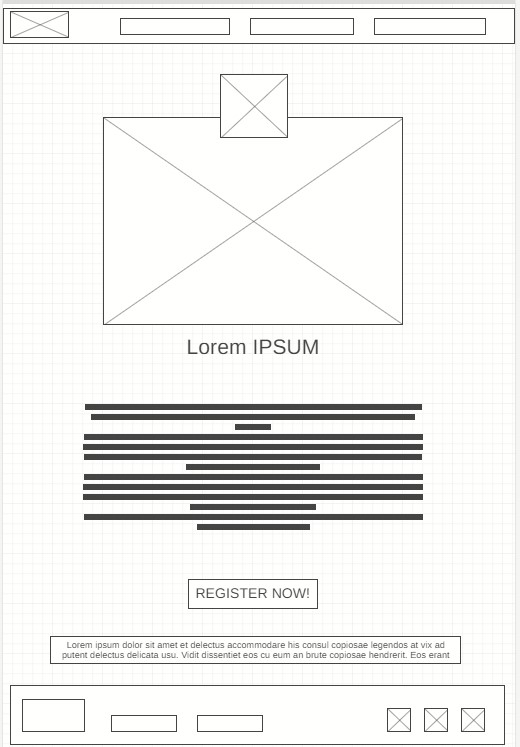 Lorem IPSUM
REGISTER NOW!
Lorem ipsum dolor sit amet et delectus accommodare his consul copiosae legendos at vix ad
putent delectus delicata usu. Vidit dissentiet eos cu eum an brute copiosae hendrerit. Eos erant